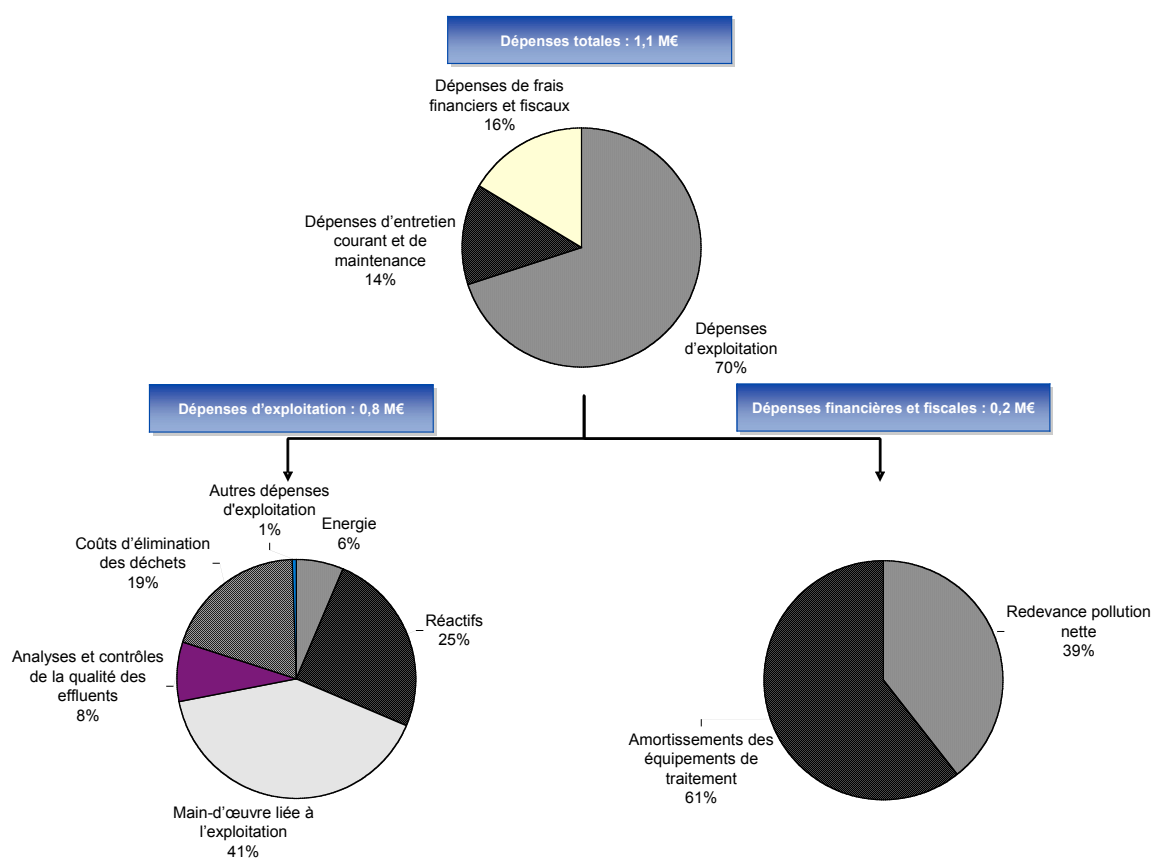 Dépenses totales : 1,1 M€
Dépenses de frais
financiers et fiscaux
16%
Dépenses d’entretien
courant et de
maintenance
14%
Dépenses
d’exploitation
70%
Dépenses d’exploitation : 0,8 M€
Dépenses financières et fiscales : 0,2 M€
Autres dépenses
d'exploitation
1%
Energie
6%
Coûts d’élimination
des déchets
19%
Réactifs
25%
Analyses et contrôles
de la qualité des
effluents
8%
Main-d’œuvre liée à
l’exploitation
41%
Redevance pollution
nette
39%
Amortissements des
équipements de
traitement
61%